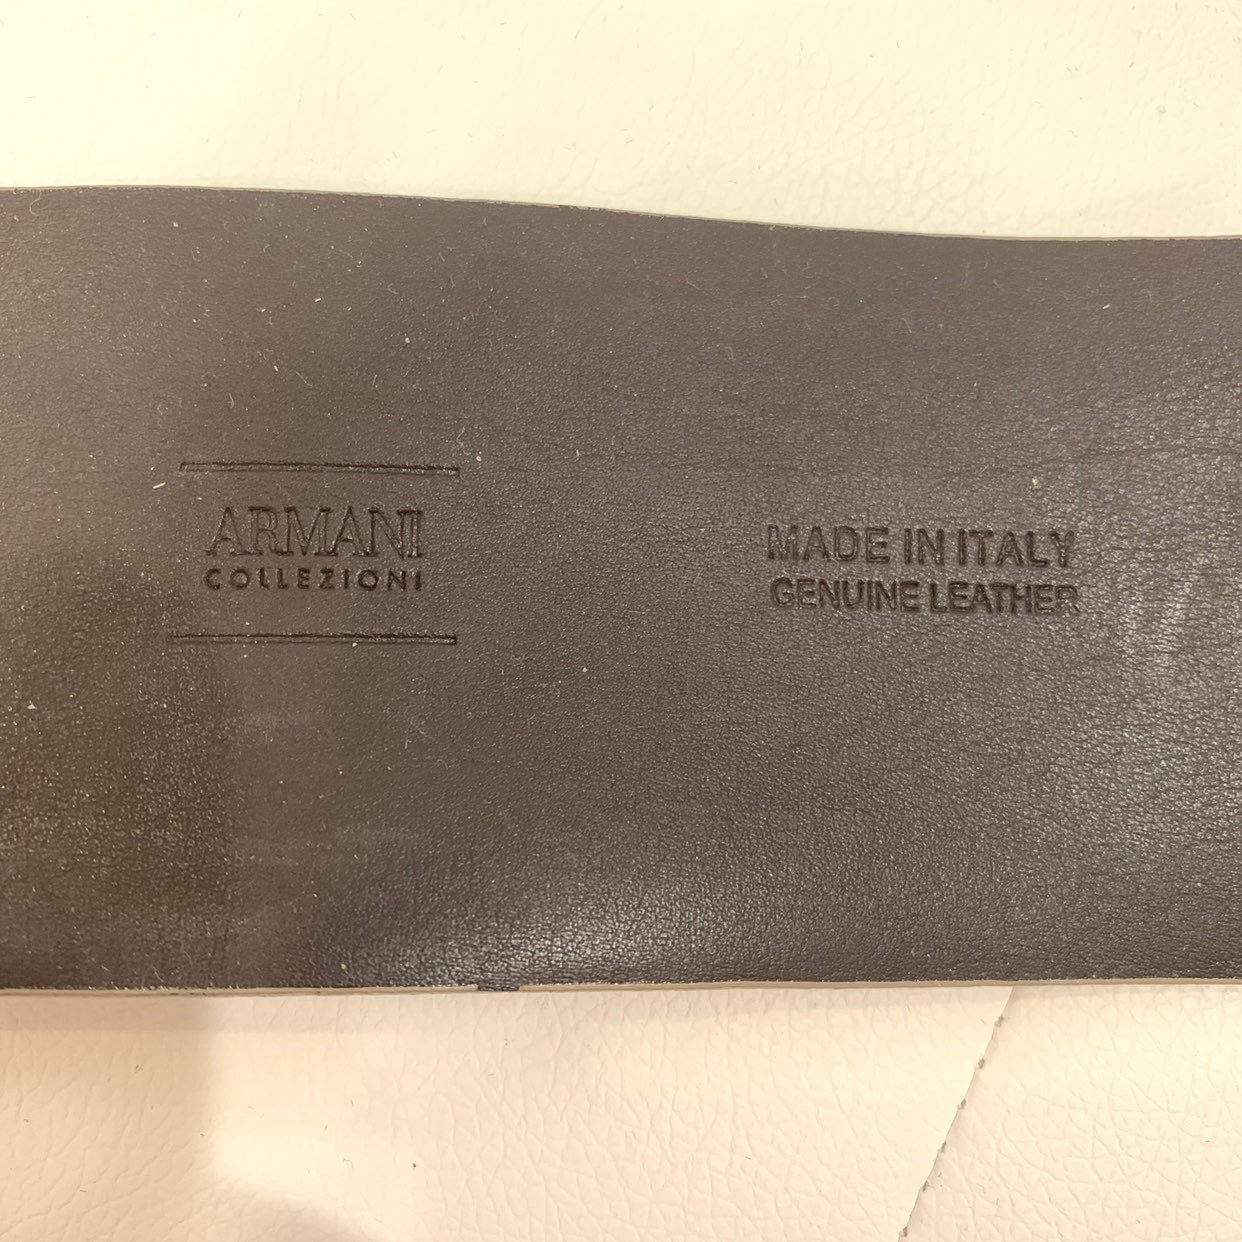 ARMANI
COLLEZIONI
MADE IN ITALY
GENUINE LEATHER